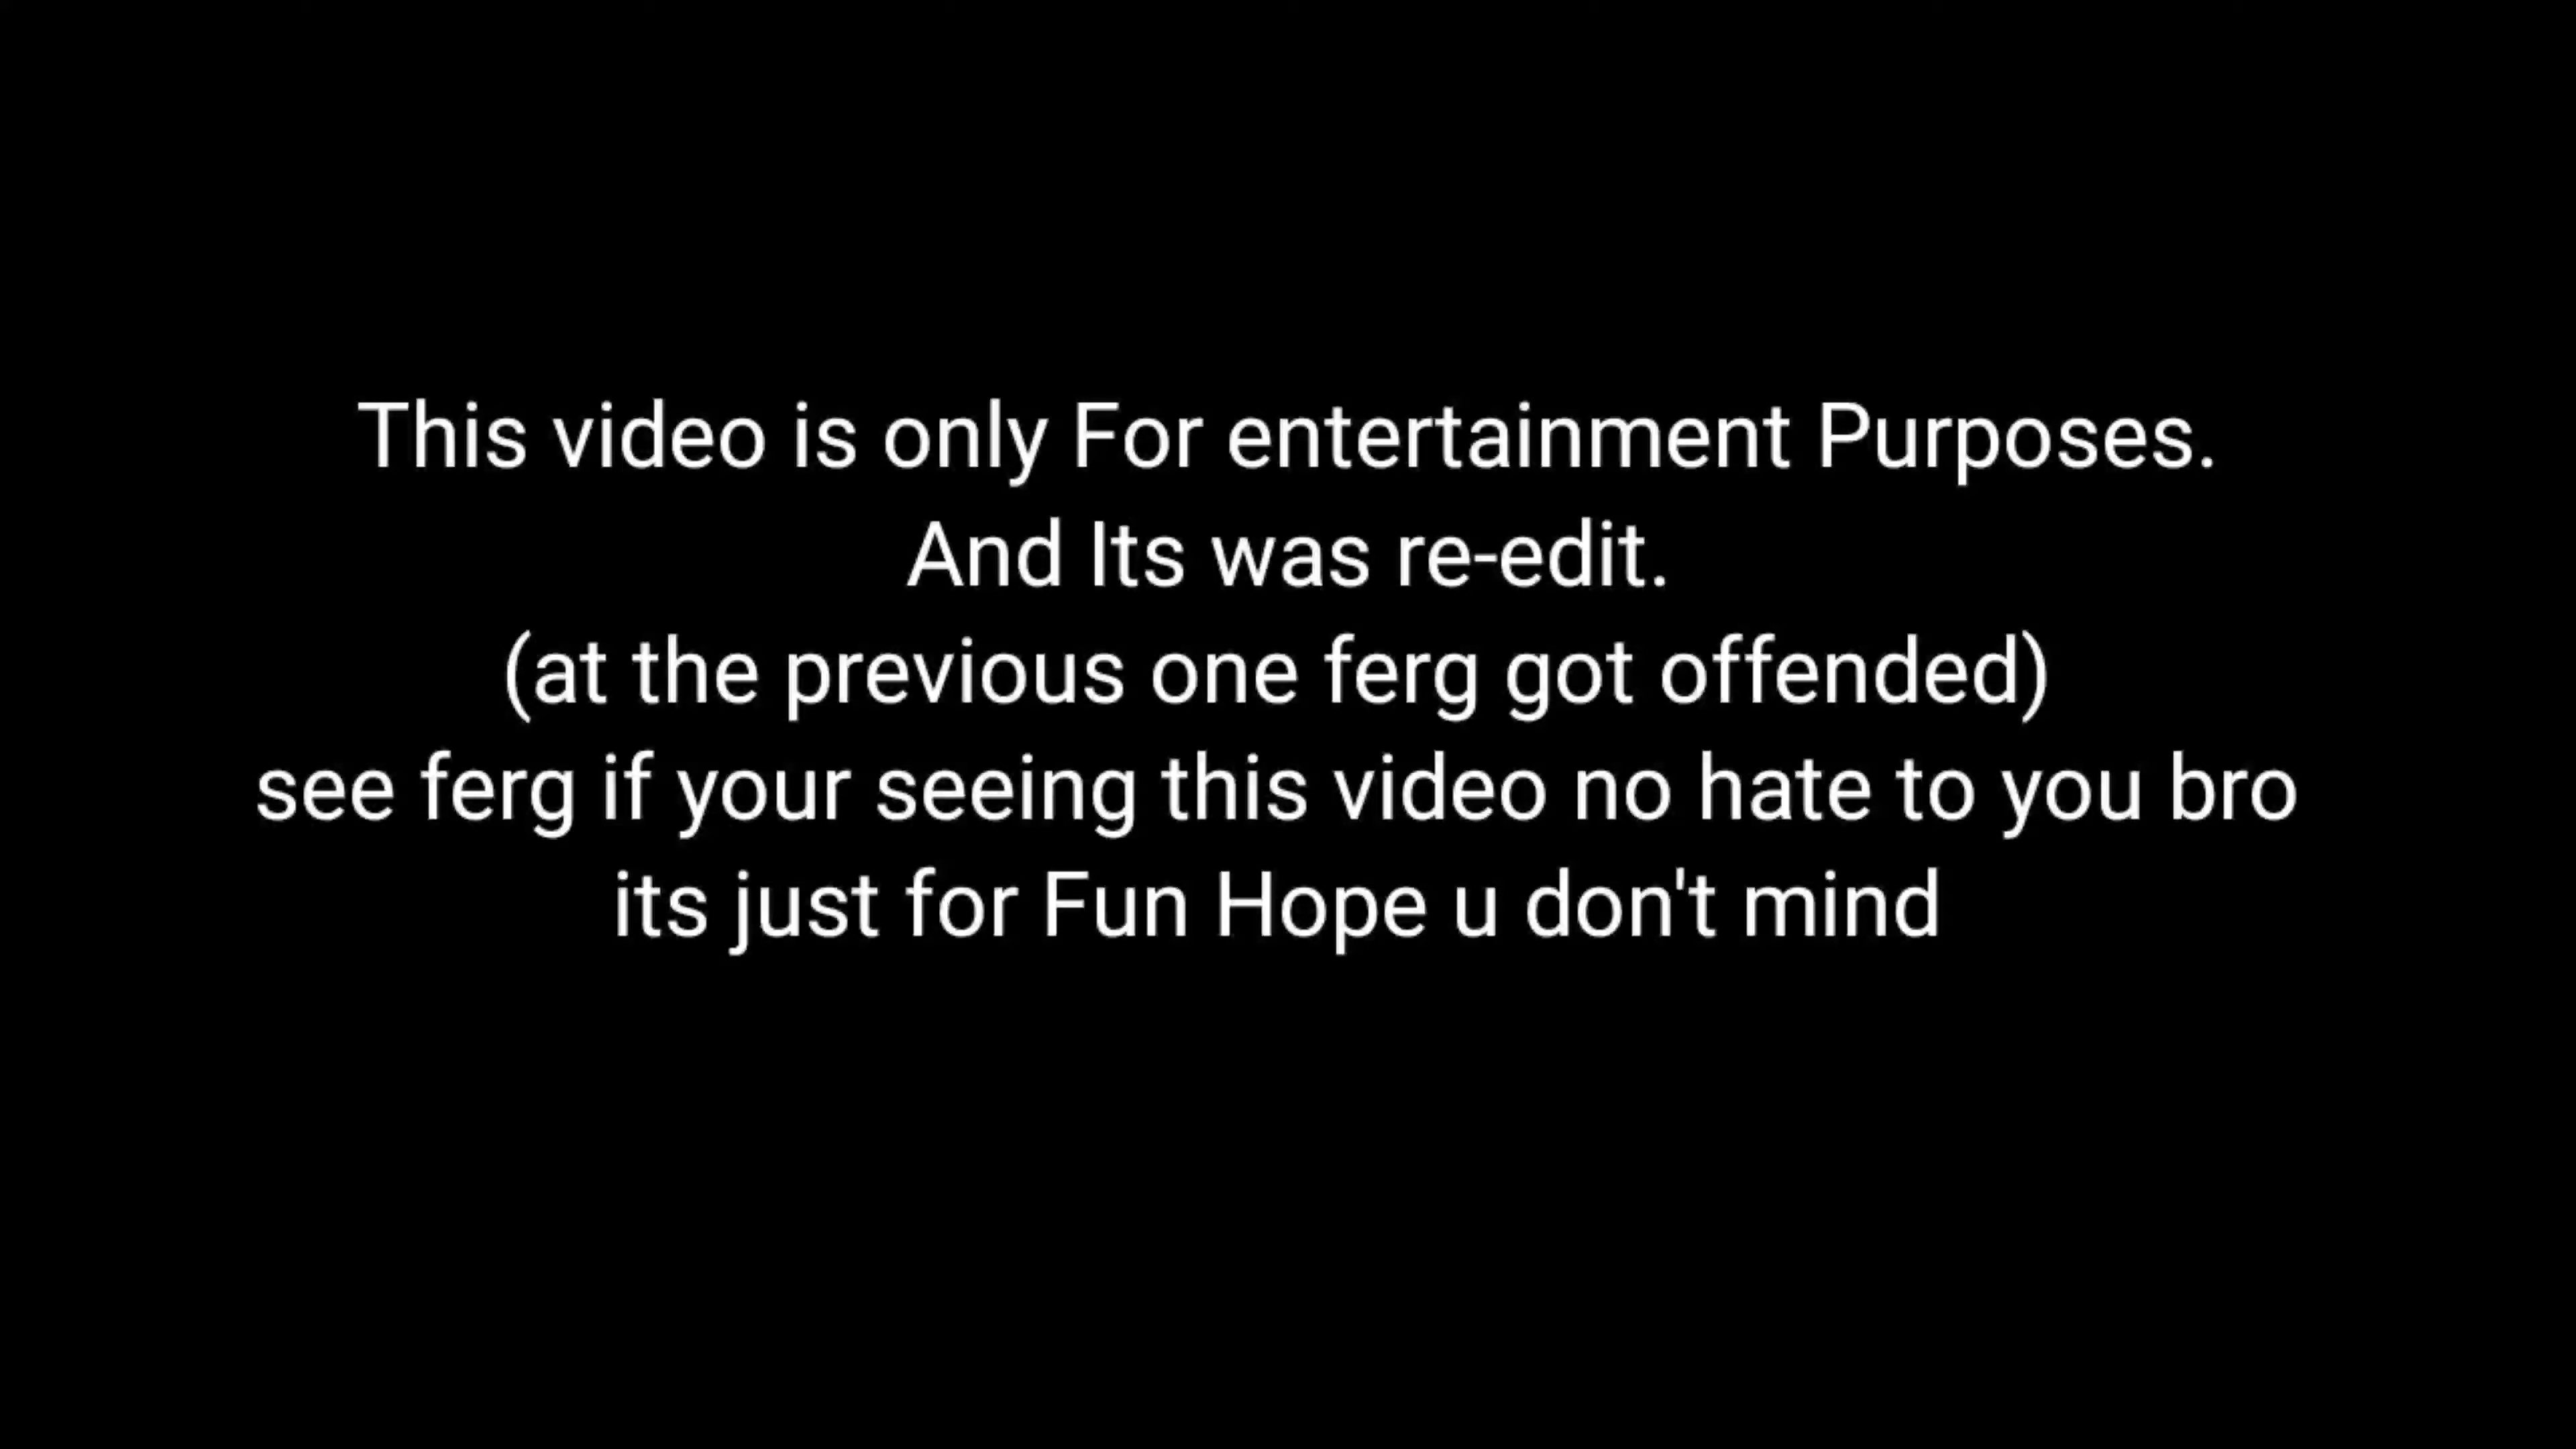 This video is only For entertainment Purposes.
And Its was re-edit.
(at the previous one ferg got offended)
see ferg if your seeing this video no hate to you bro
its just for Fun Hope u don't mind